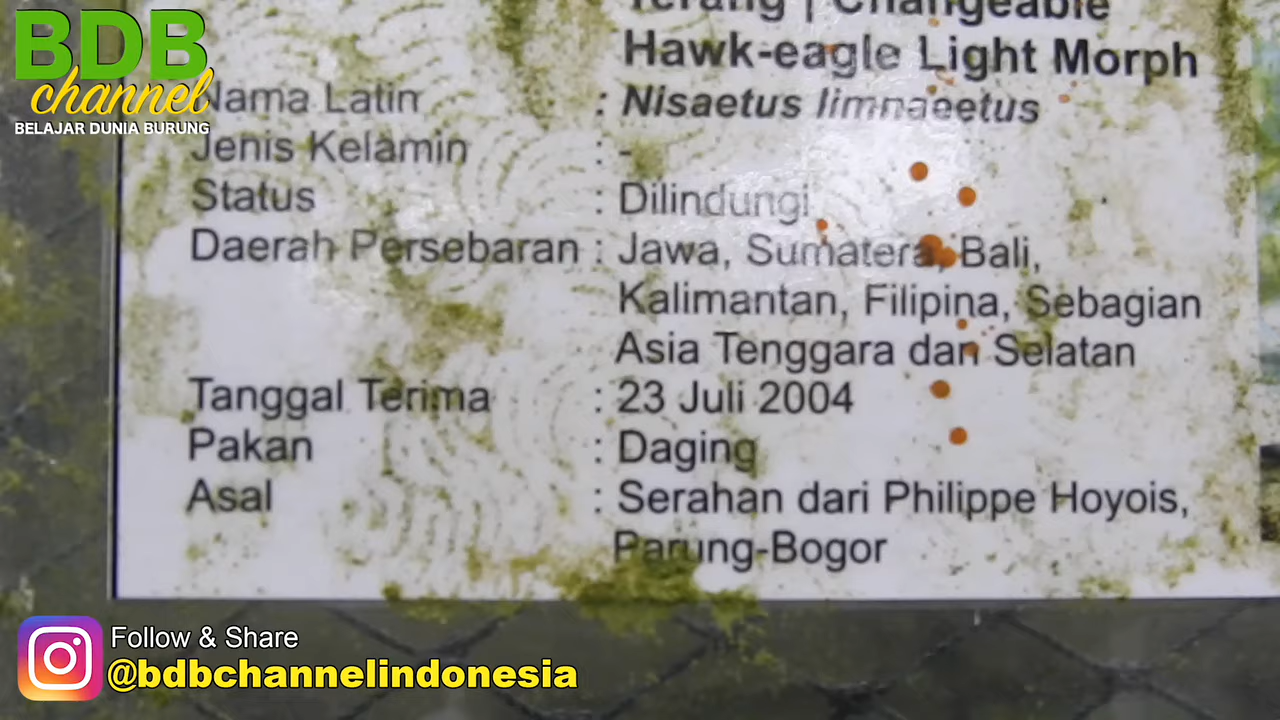 BDB
channel
BELAJAR DUNIA BURUNG
Terang | Changeable
Hawk-eagle Light Morph
Nama Latin : Nisaetus limnaeetus
Jenis Kelamin : -
Status : Dilindungi
Daerah Persebaran : Jawa, Sumatera, Bali,
Kalimantan, Filipina, Sebagian
Asia Tenggara dan Selatan
Tanggal Terima : 23 Juli 2004
Pakan : Daging
Asal : Serahan dari Philippe Hoyois,
Parung-Bogor
Follow & Share
@bdbchannelindonesia